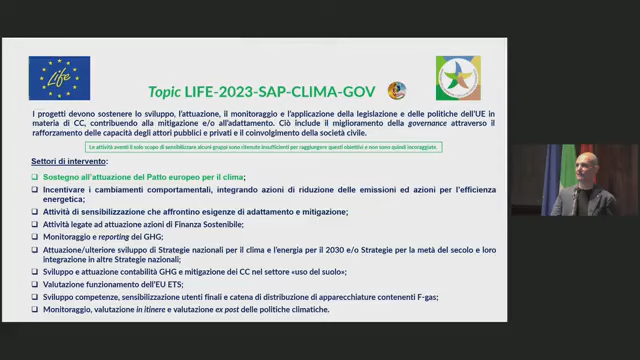 Life
Topic LIFE-2023-SAP-CLIMA-GOV
I progetti devono sostenere lo sviluppo, l'attuazione, il monitoraggio e l'applicazione della legislazione e delle politiche dell'UE in
materia di CC, contribuendo alla mitigazione e/o all'adattamento. Ciò include il miglioramento della governance attraverso il
rafforzamento delle capacità degli attori pubblici e privati e il coinvolgimento della società civile.
Le attività aventi il solo scopo di sensibilizzare alcuni gruppi sono ritenute insufficienti per raggiungere questi obiettivi e non sono quindi incoraggiate.
Settori di intervento:
❑ Sostegno all'attuazione del Patto europeo per il clima;
❑ Incentivare i cambiamenti comportamentali, integrando azioni di riduzione delle emissioni ed azioni per l'efficienza
energetica;
❑ Attività di sensibilizzazione che affrontino esigenze di adattamento e mitigazione;
❑ Attività legate ad attuazione azioni di Finanza Sostenibile;
❑ Monitoraggio e reporting dei GHG;
❑ Attuazione/ulteriore sviluppo di Strategie nazionali per il clima e l'energia per il 2030 e/o Strategie per la metà del secolo e loro
integrazione in altre Strategie nazionali;
❑ Sviluppo e attuazione contabilità GHG e mitigazione dei CC nel settore «uso del suolo»;
❑ Valutazione funzionamento dell'EU ETS;
❑ Sviluppo competenze, sensibilizzazione utenti finali e catena di distribuzione di apparecchiature contenenti F-gas;
❑ Monitoraggio, valutazione in itinere e valutazione ex post delle politiche climatiche.